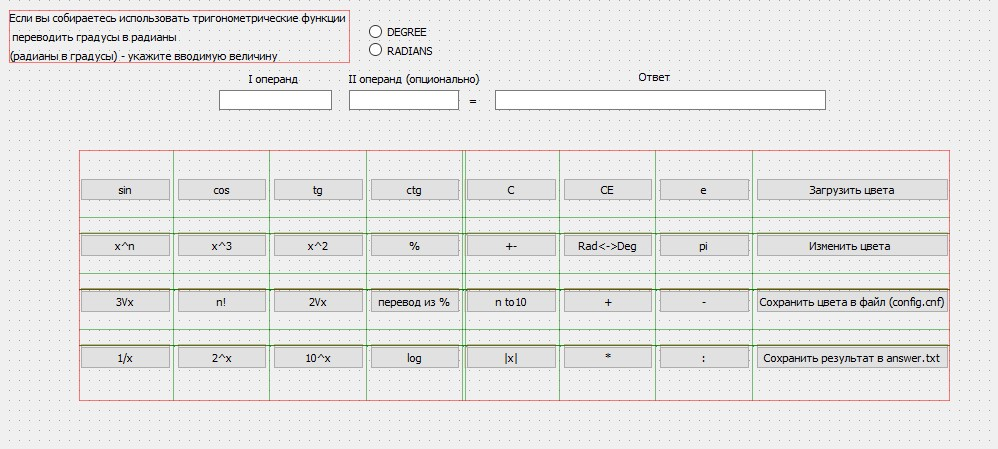 Если вы собираетесь использовать тригонометрические функции
переводить градусы в радианы
(радианы в градусы) - укажите вводимую величину
DEGREE
RADIANS
I операнд II операнд (опционально) Ответ
=
sin cos tg ctg C CE e Загрузить цвета
x^n x^3 x^2 % +- Rad<->Deg pi Изменить цвета
3Vx n! 2Vx перевод из % n to10 + - Сохранить цвета в файл (config.cnf)
1/x 2^x 10^x log |x| * : Сохранить результат в answer.txt